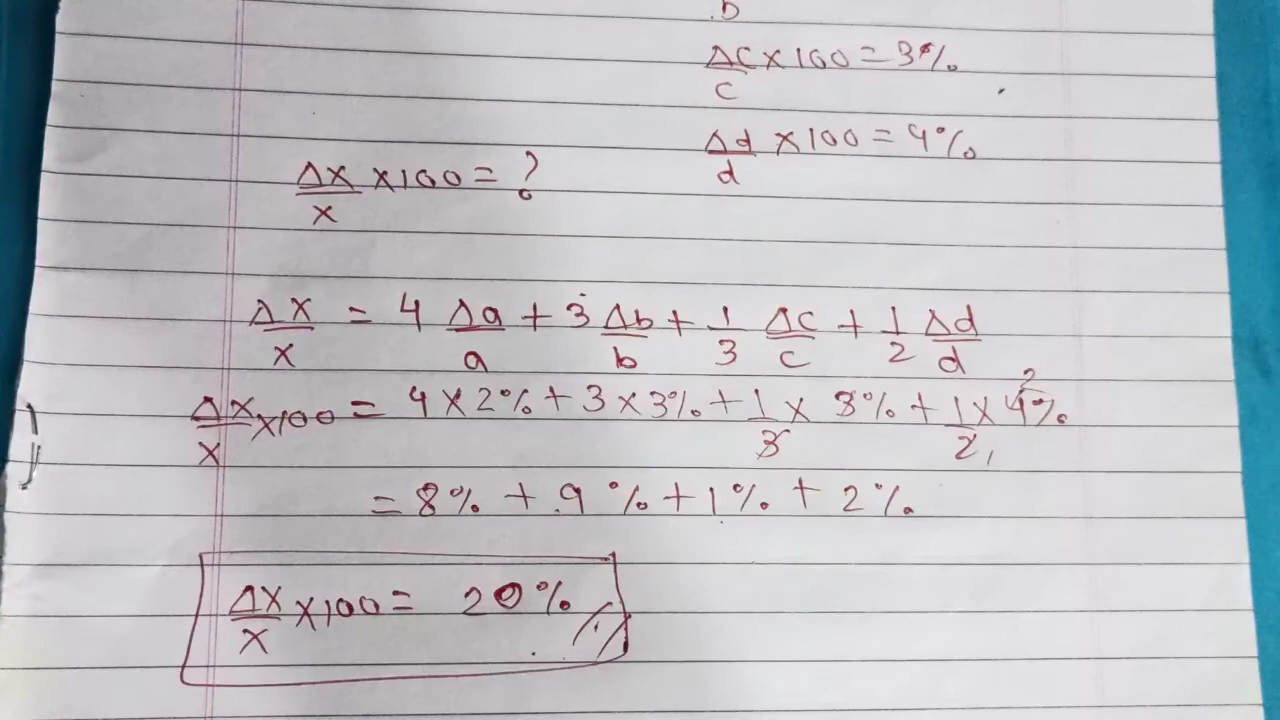 b
Δc/c × 100 = 3%
Δd/d × 100 = 4%
Δx/x × 100 = ?
Δx/x = 4 Δa/a + 3 Δb/b + 1/3 Δc/c + 1/2 Δd/d
Δx/x × 100 = 4 × 2% + 3 × 3% + 1/3 × 3% + 1/2 × 4% 2 1
= 8% + 9% + 1% + 2%
Δx/x × 100 = 20%